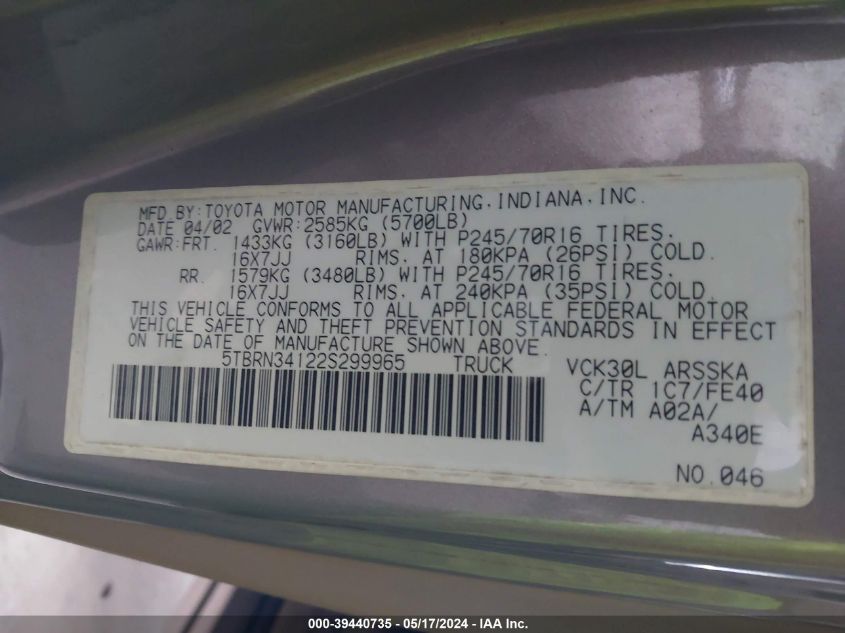 MFD.BY:TOYOTA MOTOR MANUFACTURING.INDIANA,INC.
DATE 04/02 GVWR:2585KG (5700LB)
GAWR:FRT. 1433KG (3160LB) WITH P245/70R16 TIRES.
16X7JJ RIMS. AT 180KPA (26PSI) COLD.
RR. 1579KG (3480LB) WITH P245/70R16 TIRES.
16X7JJ RIMS. AT 240KPA (35PSI) COLD.
THIS VEHICLE CONFORMS TO ALL APPLICABLE FEDERAL MOTOR
VEHICLE SAFETY AND THEFT PREVENTION STANDARDS IN EFFECT
ON THE DATE OF MANUFACTURE SHOWN ABOVE.
5TBRN34122S299965 TRUCK
VCK30L ARSSKA
C/TR 1C7/FE40
A/TM A02A/
A340E
NO.046
000-39440735 - 05/17/2024 - IAA Inc.